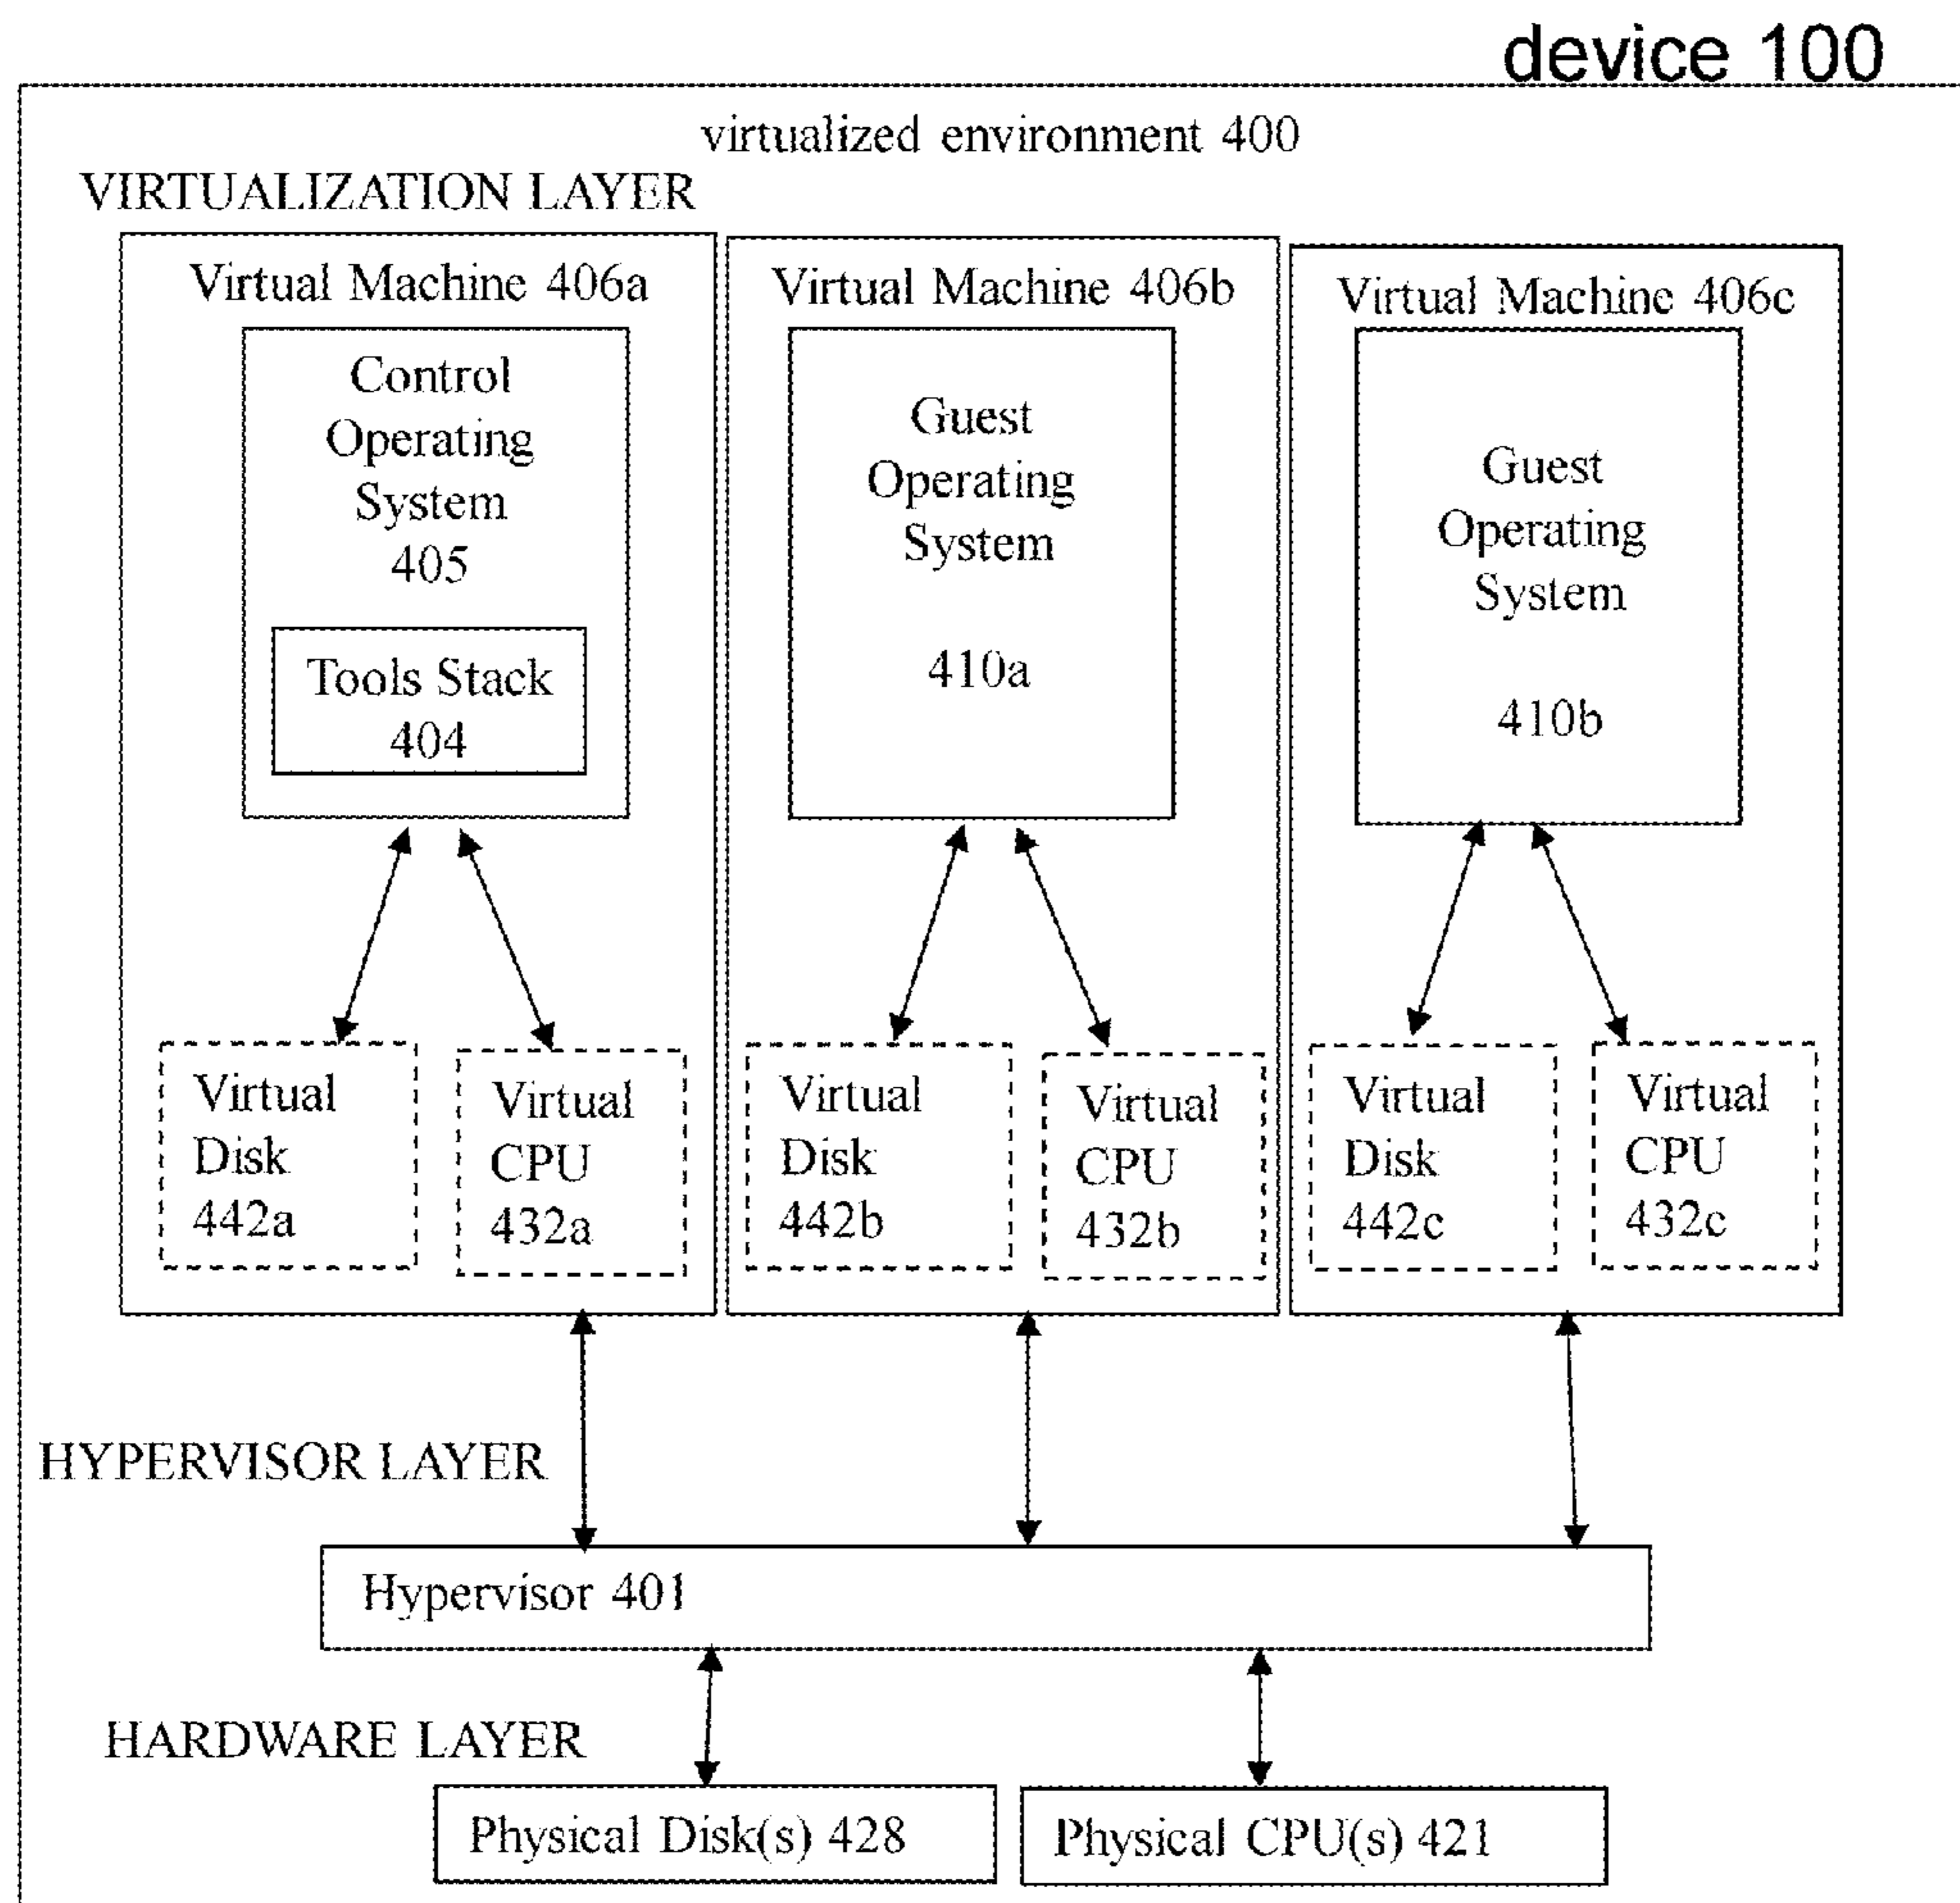 device 100
virtualized environment 400
VIRTUALIZATION LAYER
Virtual Machine 406a
Control
Operating
System
405
Tools Stack
404
Virtual
Disk
442a
Virtual
CPU
432a
Virtual Machine 406b
Guest
Operating
System
410a
Virtual
Disk
442b
Virtual
CPU
432b
Virtual Machine 406c
Guest
Operating
System
410b
Virtual
Disk
442c
Virtual
CPU
432c
HYPERVISOR LAYER
Hypervisor 401
HARDWARE LAYER
Physical Disk(s) 428
Physical CPU(s) 421